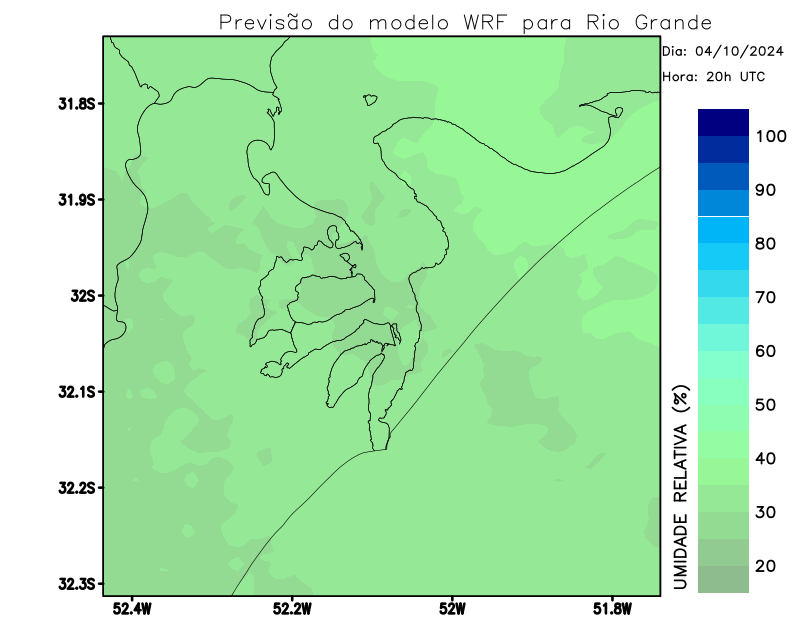 Previsão do modelo WRF para Rio Grande
Dia: 04/10/2024
Hora: 20h UTC
31.8S
31.9S
32S
32.1S
32.2S
32.3S
52.4W
52.2W
52W
51.8W
100
90
80
70
60
50
40
30
20
UMIDADE RELATIVA (%)